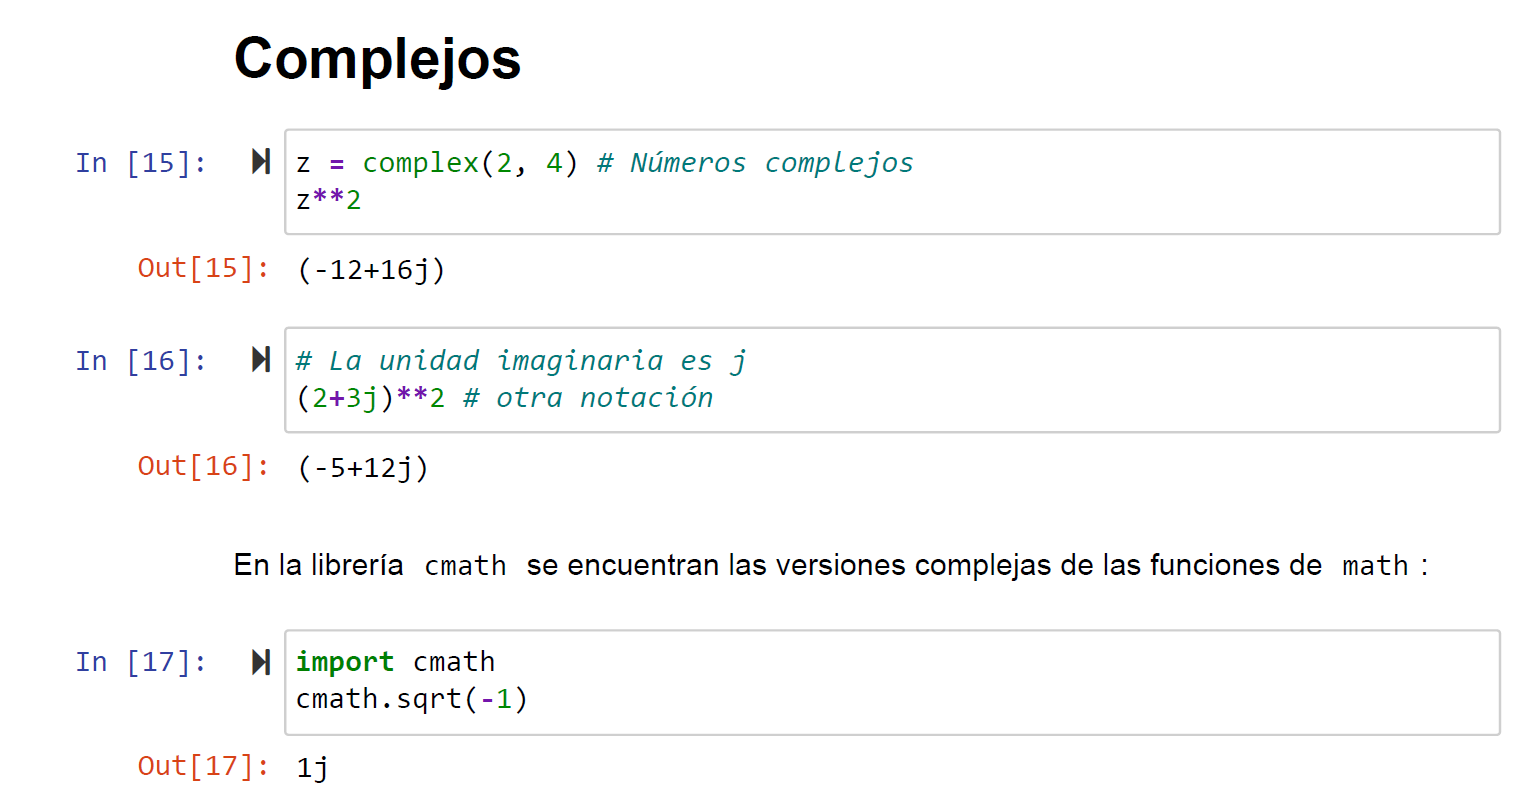 Complejos
In [15]: z = complex(2, 4) # Números complejos
z**2
Out[15]: (-12+16j)
In [16]: # La unidad imaginaria es j
(2+3j)**2 # otra notación
Out[16]: (-5+12j)
En la librería cmath se encuentran las versiones complejas de las funciones de math :
In [17]: import cmath
cmath.sqrt(-1)
Out[17]: 1j